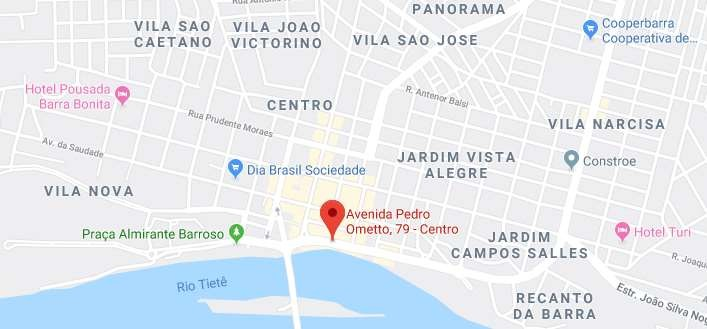 PANORAMA
VILA SAO
CAETANO
VILA JOAO
VICTORINO
VILA SAO JOSE
Cooperbarra
Cooperativa de...
Hotel Pousada
Barra Bonita
R. Antenor Balsi
CENTRO
Rua Prudente Moraes
VILA NARCISA
Av. da Saudade
JARDIM VISTA
ALEGRE
Constroe
Dia Brasil Sociedade
VILA NOVA
Avenida Pedro
Ometto, 79 - Centro
Praça Almirante Barroso
JARDIM
CAMPOS SALLES
Hotel Turi
R. Joaqu
Rio Tietê
Estr. João Silva Nog
RECANTO
DA BARRA